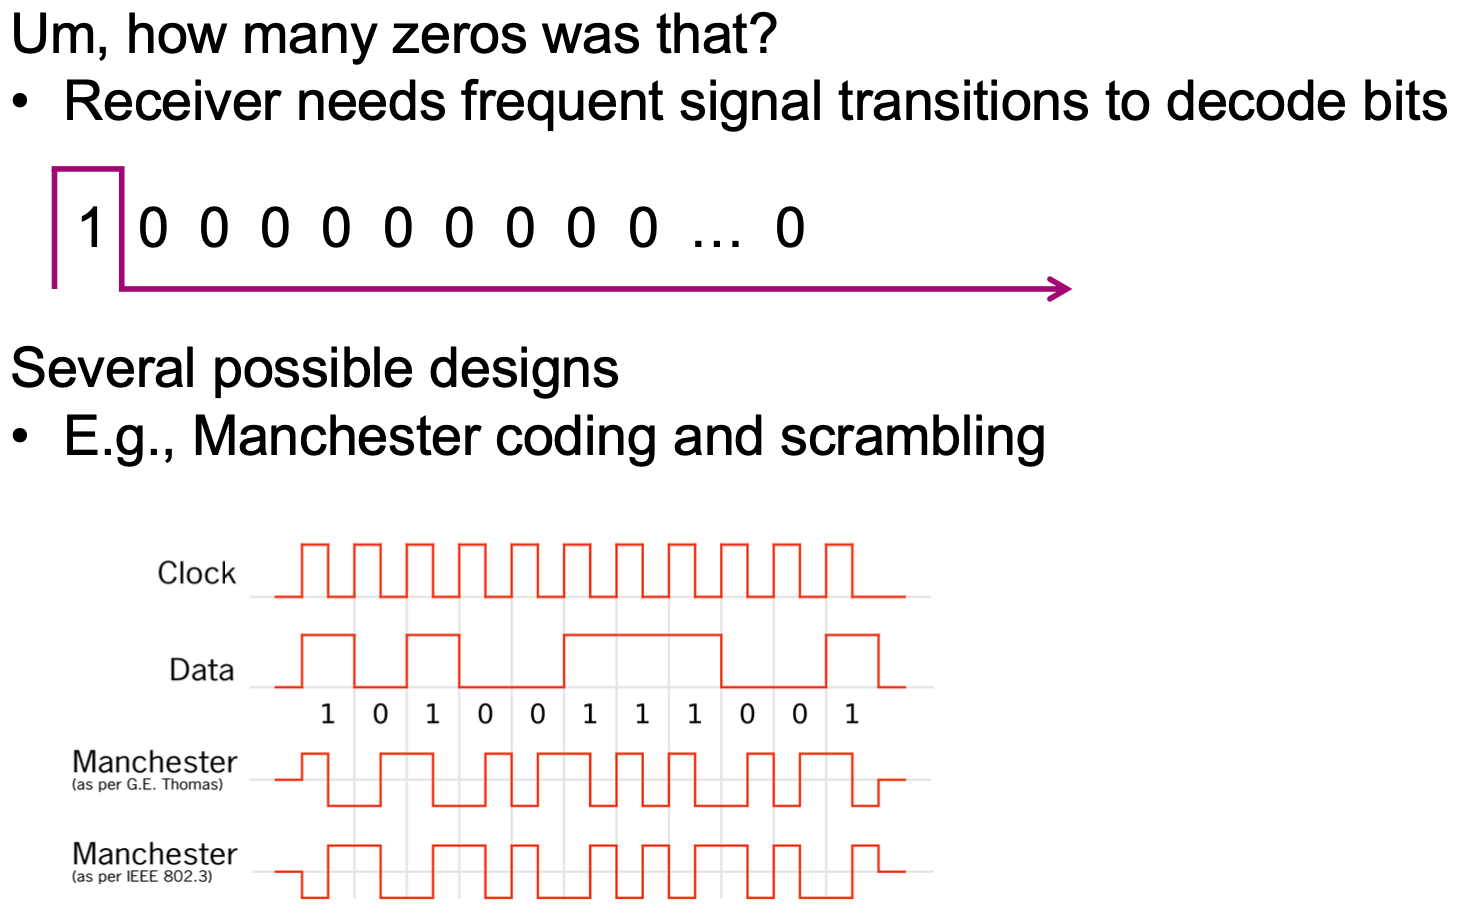 Um, how many zeros was that?
• Receiver needs frequent signal transitions to decode bits
1 0 0 0 0 0 0 0 0 0 ... 0
Several possible designs
• E.g., Manchester coding and scrambling
Clock
Data
1 0 1 0 0 1 1 1 0 0 1
Manchester
(as per G.E. Thomas)
Manchester
(as per IEEE 802.3)